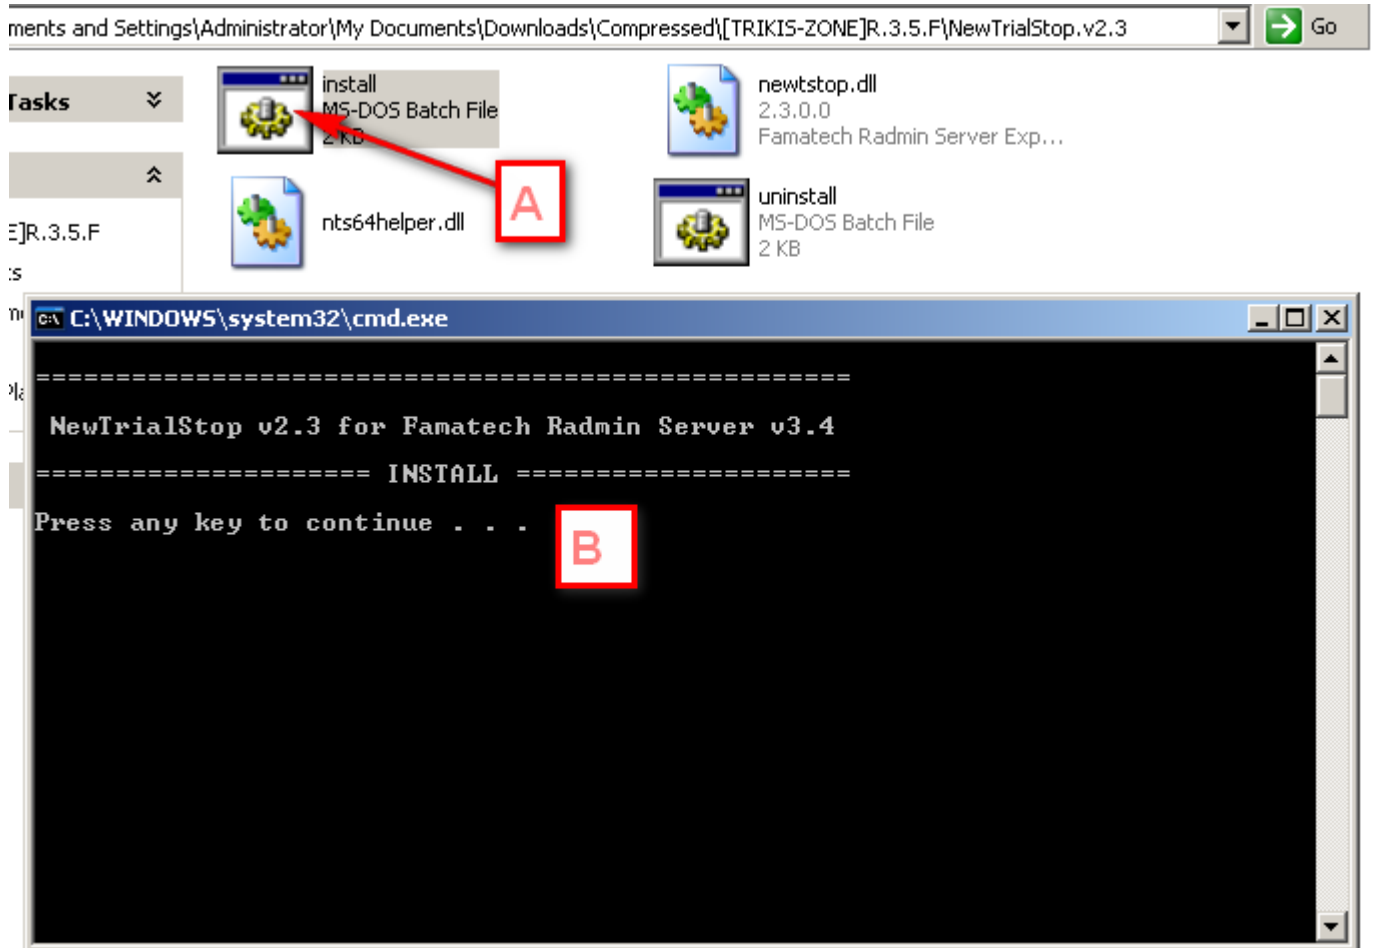 ments and Settings\Administrator\My Documents\Downloads\Compressed\[TRIKIS-ZONE]R.3.5.F\NewTrialStop.v2.3 Go
Tasks
install
MS-DOS Batch File
2 KB
newtstop.dll
2.3.0.0
Famatech Radmin Server Exp...
A
E]R.3.5.F
nts64helper.dll
uninstall
MS-DOS Batch File
2 KB
C:\WINDOWS\system32\cmd.exe
===================================================
NewTrialStop v2.3 for Famatech Radmin Server v3.4
===================== INSTALL =====================
Press any key to continue . . .
B